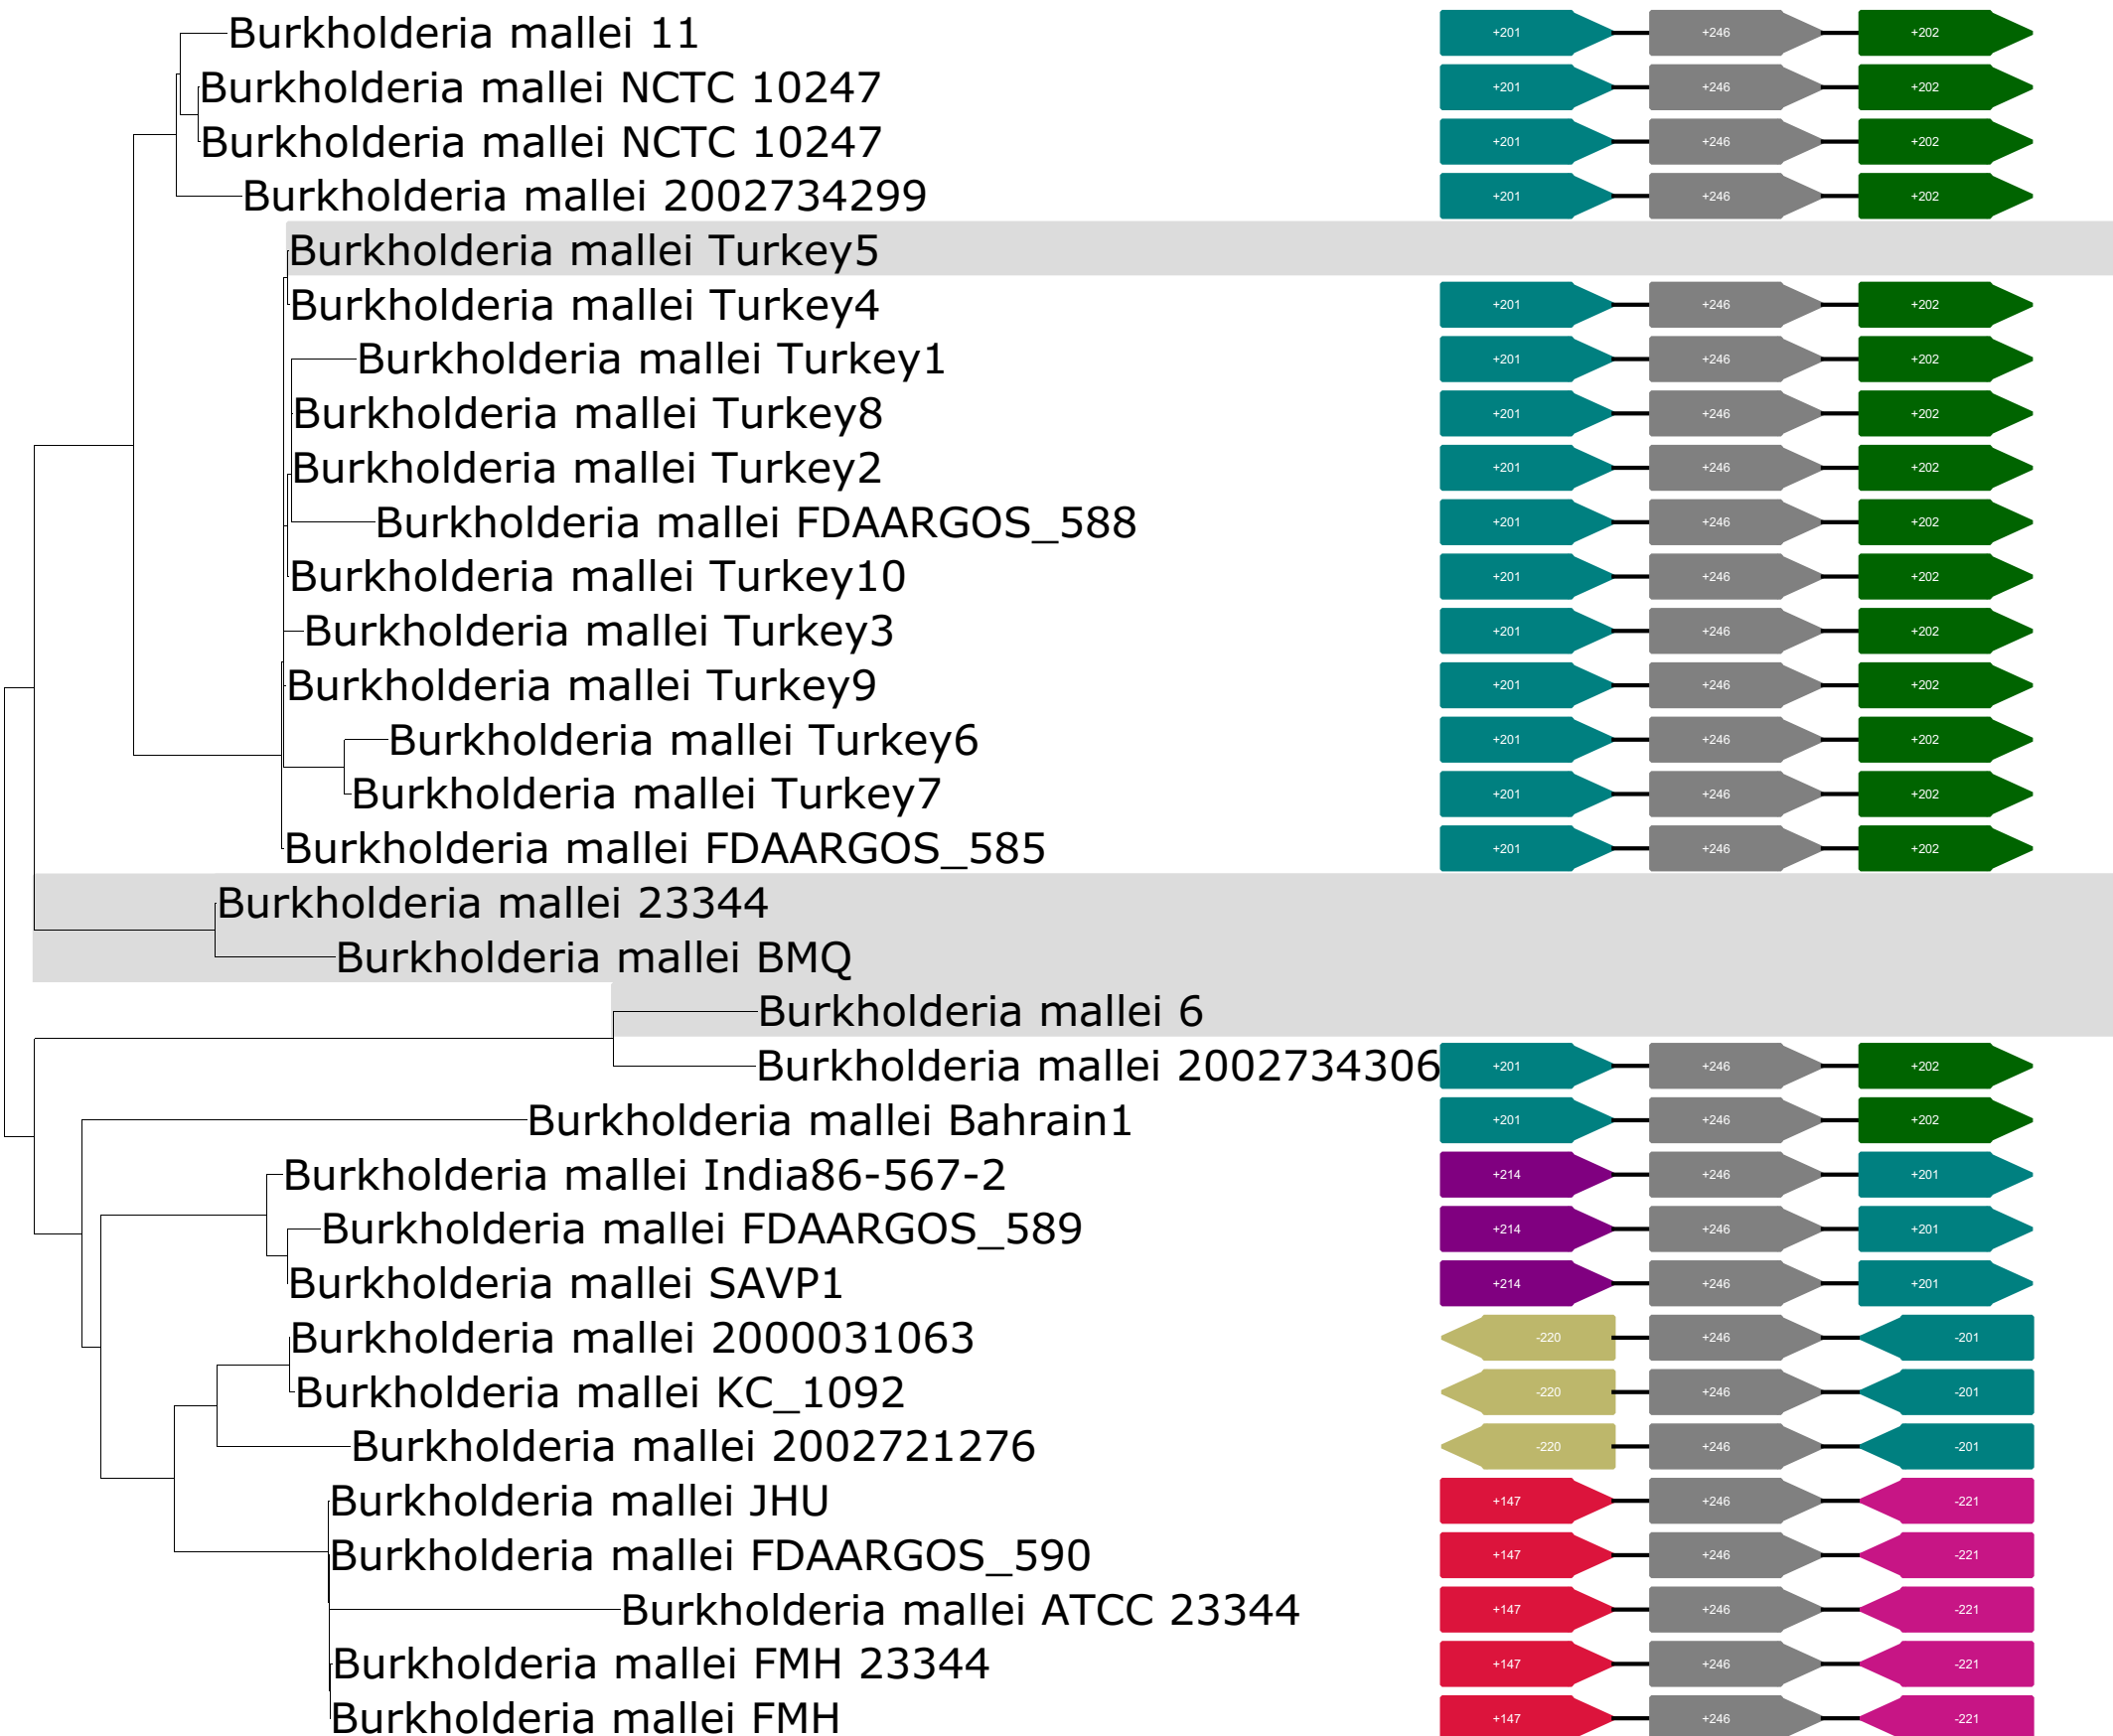 Burkholderia mallei 11 +201 +246 +202
Burkholderia mallei NCTC 10247 +201 +246 +202
Burkholderia mallei NCTC 10247 +201 +246 +202
Burkholderia mallei 2002734299 +201 +246 +202
Burkholderia mallei Turkey5
Burkholderia mallei Turkey4 +201 +246 +202
Burkholderia mallei Turkey1 +201 +246 +202
Burkholderia mallei Turkey8 +201 +246 +202
Burkholderia mallei Turkey2 +201 +246 +202
Burkholderia mallei FDAARGOS_588 +201 +246 +202
Burkholderia mallei Turkey10 +201 +246 +202
Burkholderia mallei Turkey3 +201 +246 +202
Burkholderia mallei Turkey9 +201 +246 +202
Burkholderia mallei Turkey6 +201 +246 +202
Burkholderia mallei Turkey7 +201 +246 +202
Burkholderia mallei FDAARGOS_585 +201 +246 +202
Burkholderia mallei 23344
Burkholderia mallei BMQ
Burkholderia mallei 6
Burkholderia mallei 2002734306 +201 +246 +202
Burkholderia mallei Bahrain1 +201 +246 +202
Burkholderia mallei India86-567-2 +214 +246 +201
Burkholderia mallei FDAARGOS_589 +214 +246 +201
Burkholderia mallei SAVP1 +214 +246 +201
Burkholderia mallei 2000031063 -220 +246 -201
Burkholderia mallei KC_1092 -220 +246 -201
Burkholderia mallei 2002721276 -220 +246 -201
Burkholderia mallei JHU +147 +246 -221
Burkholderia mallei FDAARGOS_590 +147 +246 -221
Burkholderia mallei ATCC 23344 +147 +246 -221
Burkholderia mallei FMH 23344 +147 +246 -221
Burkholderia mallei FMH +147 +246 -221